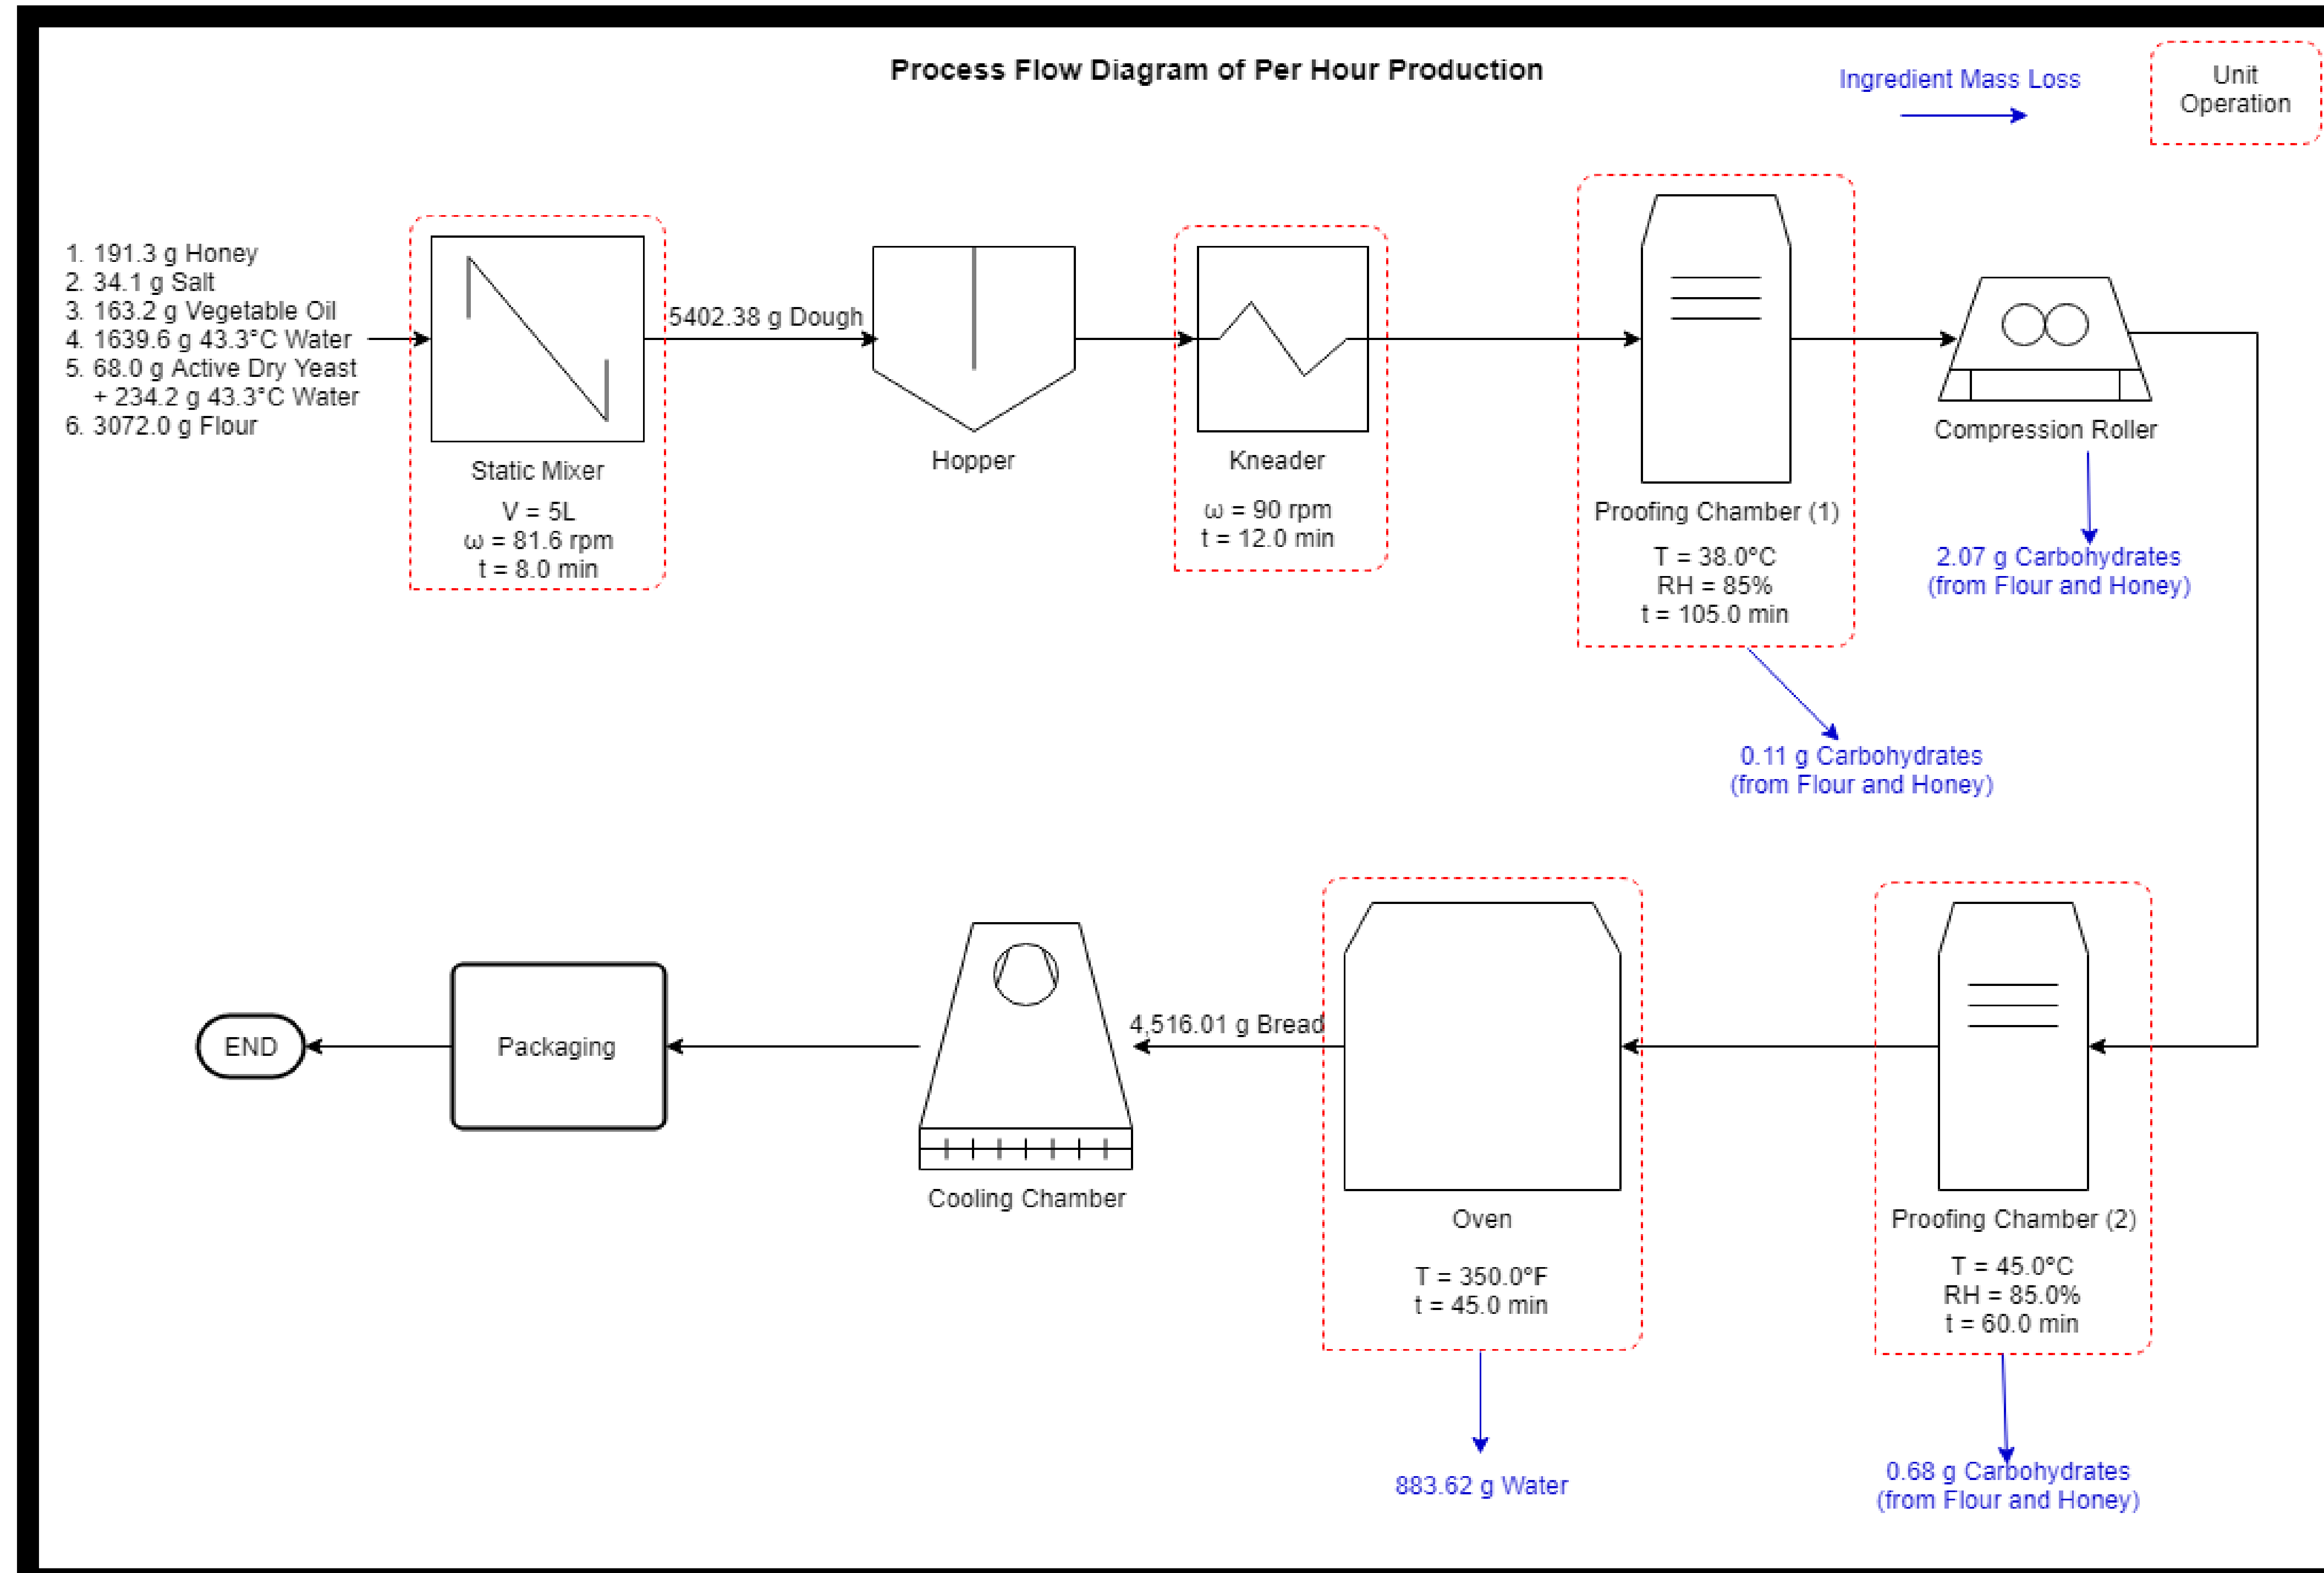 Process Flow Diagram of Per Hour Production
Ingredient Mass Loss
Unit
Operation
1. 191.3 g Honey
2. 34.1 g Salt
3. 163.2 g Vegetable Oil
4. 1639.6 g 43.3°C Water
5. 68.0 g Active Dry Yeast
+ 234.2 g 43.3°C Water
6. 3072.0 g Flour
Static Mixer
V = 5L
ω = 81.6 rpm
t = 8.0 min
5402.38 g Dough
Hopper
Kneader
ω = 90 rpm
t = 12.0 min
Proofing Chamber (1)
T = 38.0°C
RH = 85%
t = 105.0 min
0.11 g Carbohydrates
(from Flour and Honey)
Compression Roller
2.07 g Carbohydrates
(from Flour and Honey)
Proofing Chamber (2)
T = 45.0°C
RH = 85.0%
t = 60.0 min
0.68 g Carbohydrates
(from Flour and Honey)
Oven
T = 350.0°F
t = 45.0 min
883.62 g Water
4,516.01 g Bread
Cooling Chamber
Packaging
END